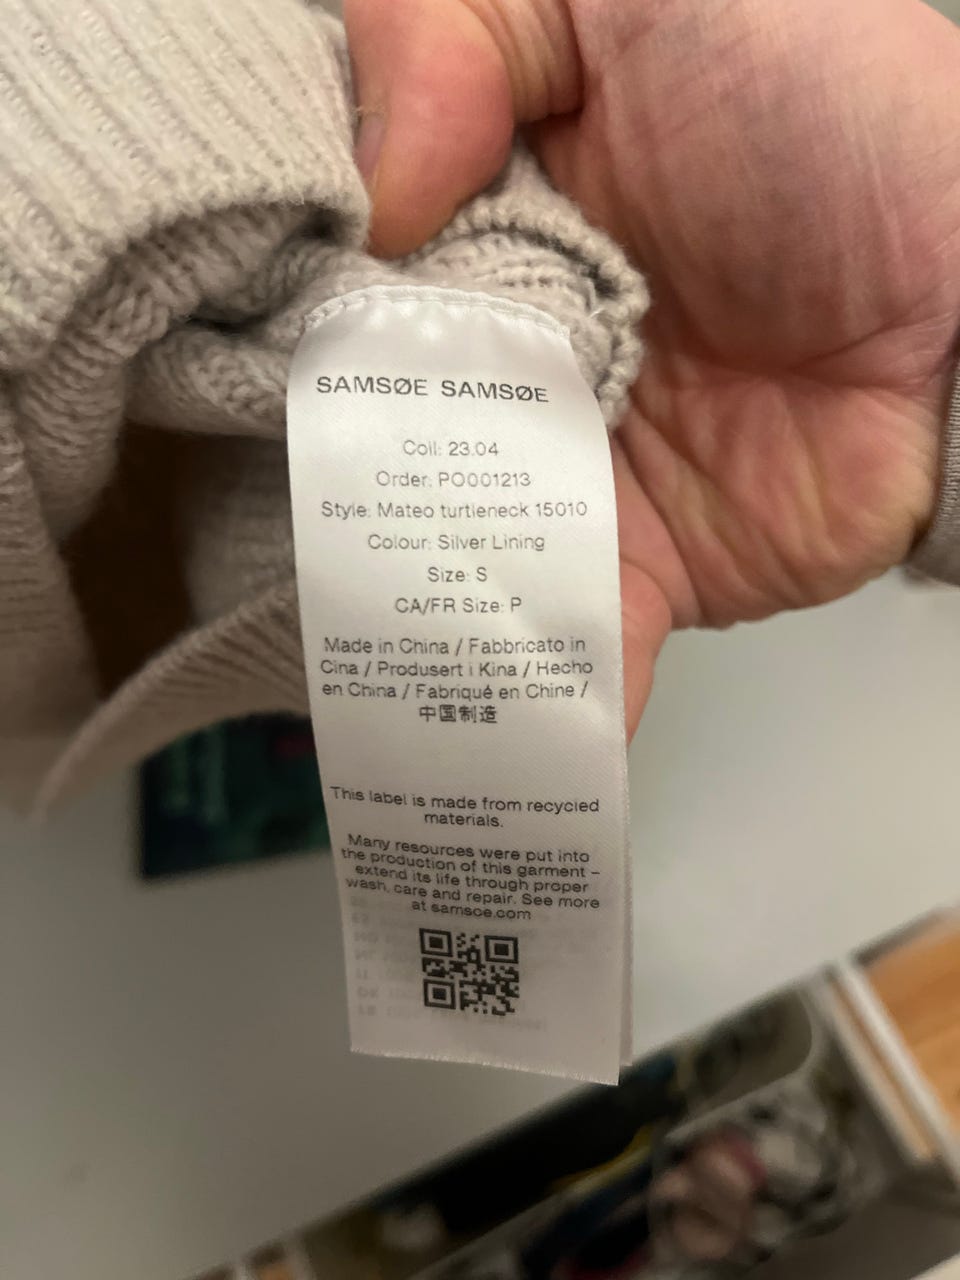 SAMSØE SAMSØE
Coll: 23.04
Order: PO001213
Style: Mateo turtleneck 15010
Colour: Silver Lining
Size: S
CA/FR Size: P
Made in China / Fabbricato in
Cina / Produsert i Kina / Hecho
en China / Fabriqué en Chine /
中国制造
This label is made from recycled
materials.
Many resources were put into
the production of this garment –
extend its life through proper
wash, care and repair. See more
at samsoe.com